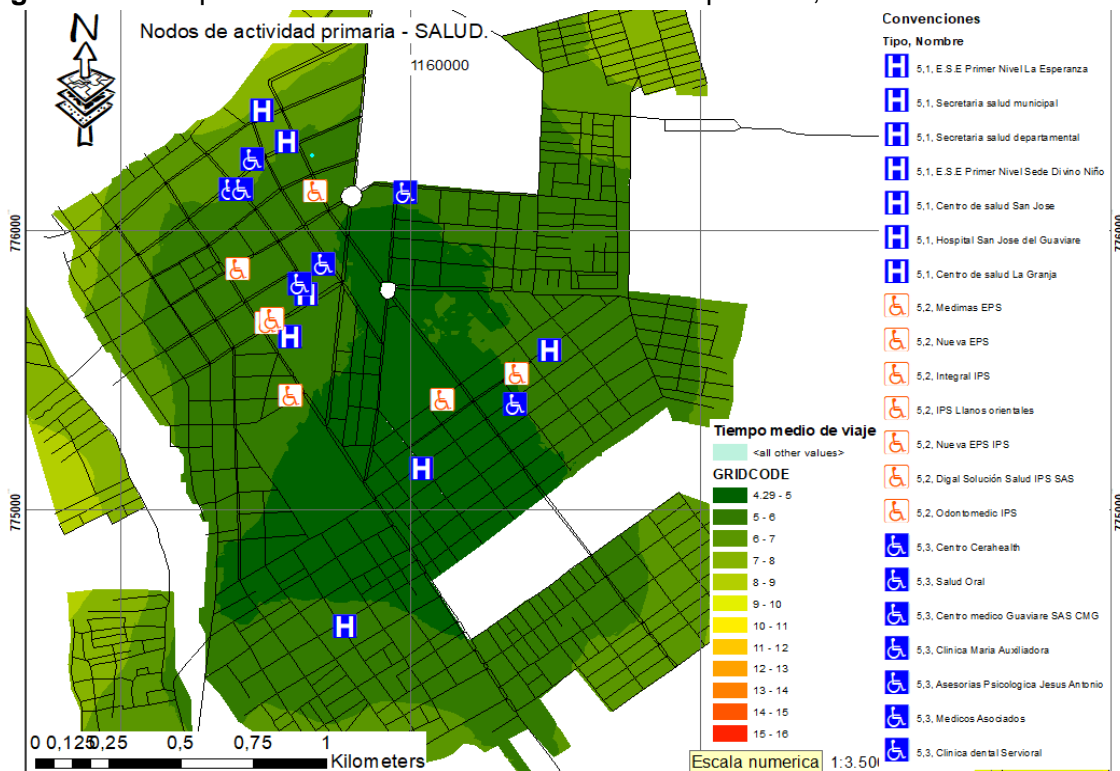 N
Nodos de actividad primaria - SALUD.
1160000
776000
776000
775000
Convenciones
Tipo, Nombre
H 5,1, E.S.E Primer Nivel La Esperanza
H 5,1, Secretaria salud municipal
H 5,1, Secretaria salud departamental
H 5,1, E.S.E Primer Nivel Sede Divino Niño
H 5,1, Centro de salud San Jose
H 5,1, Hospital San Jose del Guaviare
H 5,1, Centro de salud La Granja
5,2, Medimas EPS
5,2, Nueva EPS
5,2, Integral IPS
5,2, IPS Llanos orientales
5,2, Nueva EPS IPS
5,2, Digal Solución Salud IPS SAS
5,2, Odontomedic IPS
5,3, Centro Cerahealth
5,3, Salud Oral
5,3, Centro medico Guaviare SAS CMG
5,3, Clinica Maria Auxiliadora
5,3, Asesorias Psicologica Jesus Antonio
5,3, Medicos Asociados
5,3, Clinica dental Servioral
Tiempo medio de viaje
<all other values>
GRIDCODE
4.29 - 5
5 - 6
6 - 7
7 - 8
8 - 9
9 - 10
10 - 11
11 - 12
12 - 13
13 - 14
14 - 15
15 - 16
0 0,125 0,25 0,5 0,75 1
Kilometers
Escala numerica 1:3.50